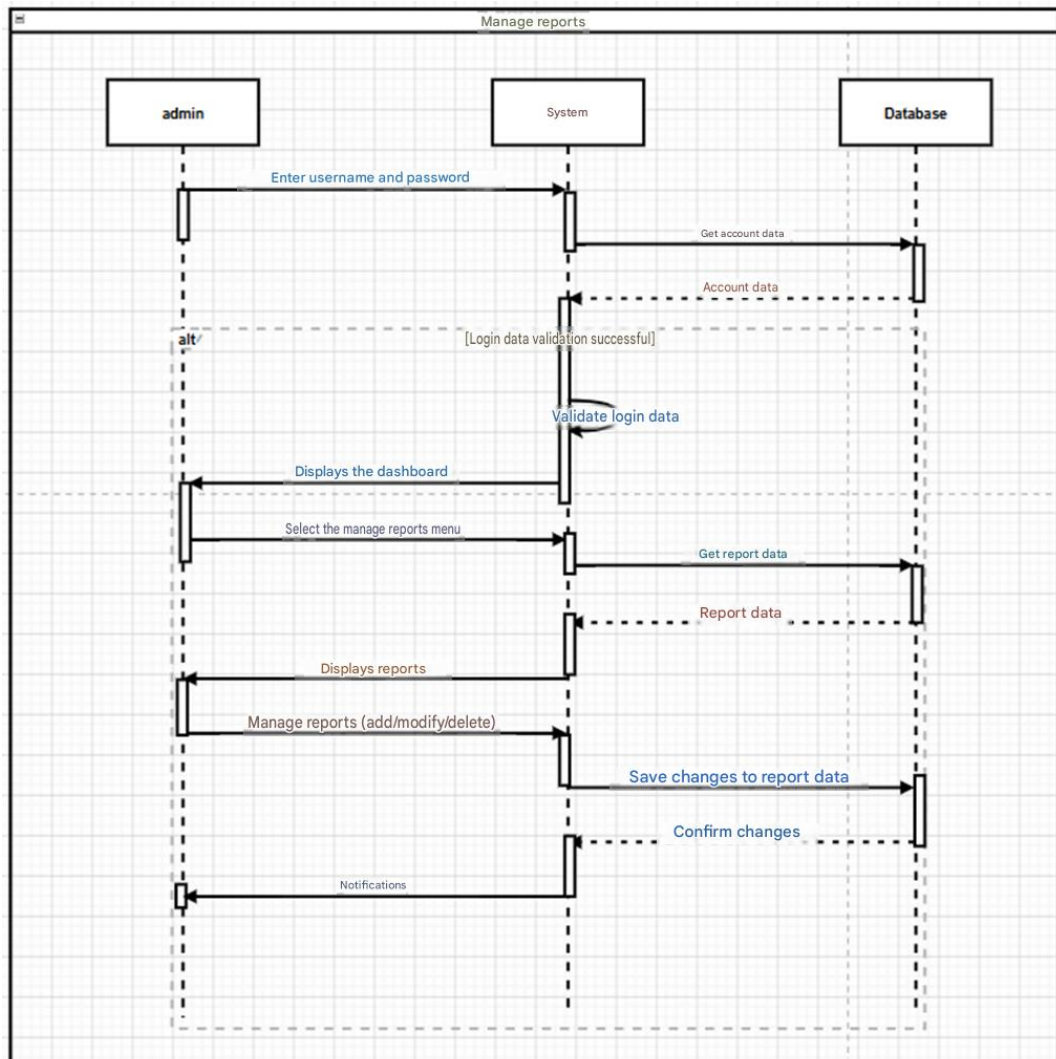 Manage reports
admin
System
Database
Enter username and password
Get account data
Account data
alt
[Login data validation successful]
Validate login data
Displays the dashboard
Select the manage reports menu
Get report data
Report data
Displays reports
Manage reports (add/modify/delete)
Save changes to report data
Confirm changes
Notifications